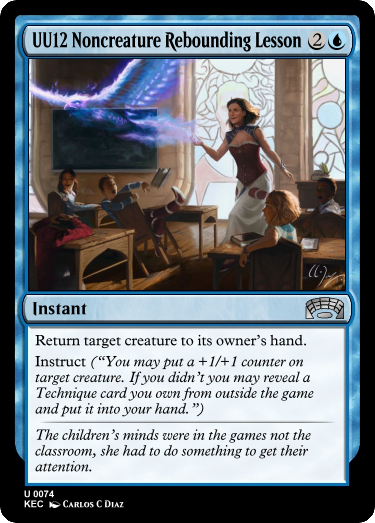 UU12 Noncreature Rebounding Lesson 2
Instant
Return target creature to its owner's hand.
Instruct (“You may put a +1/+1 counter on
target creature. If you didn't you may reveal a
Technique card you own from outside the game
and put it into your hand.”)
The children's minds were in the games not the
classroom, she had to do something to get their
attention.
U 0074
KEC Carlos C Diaz